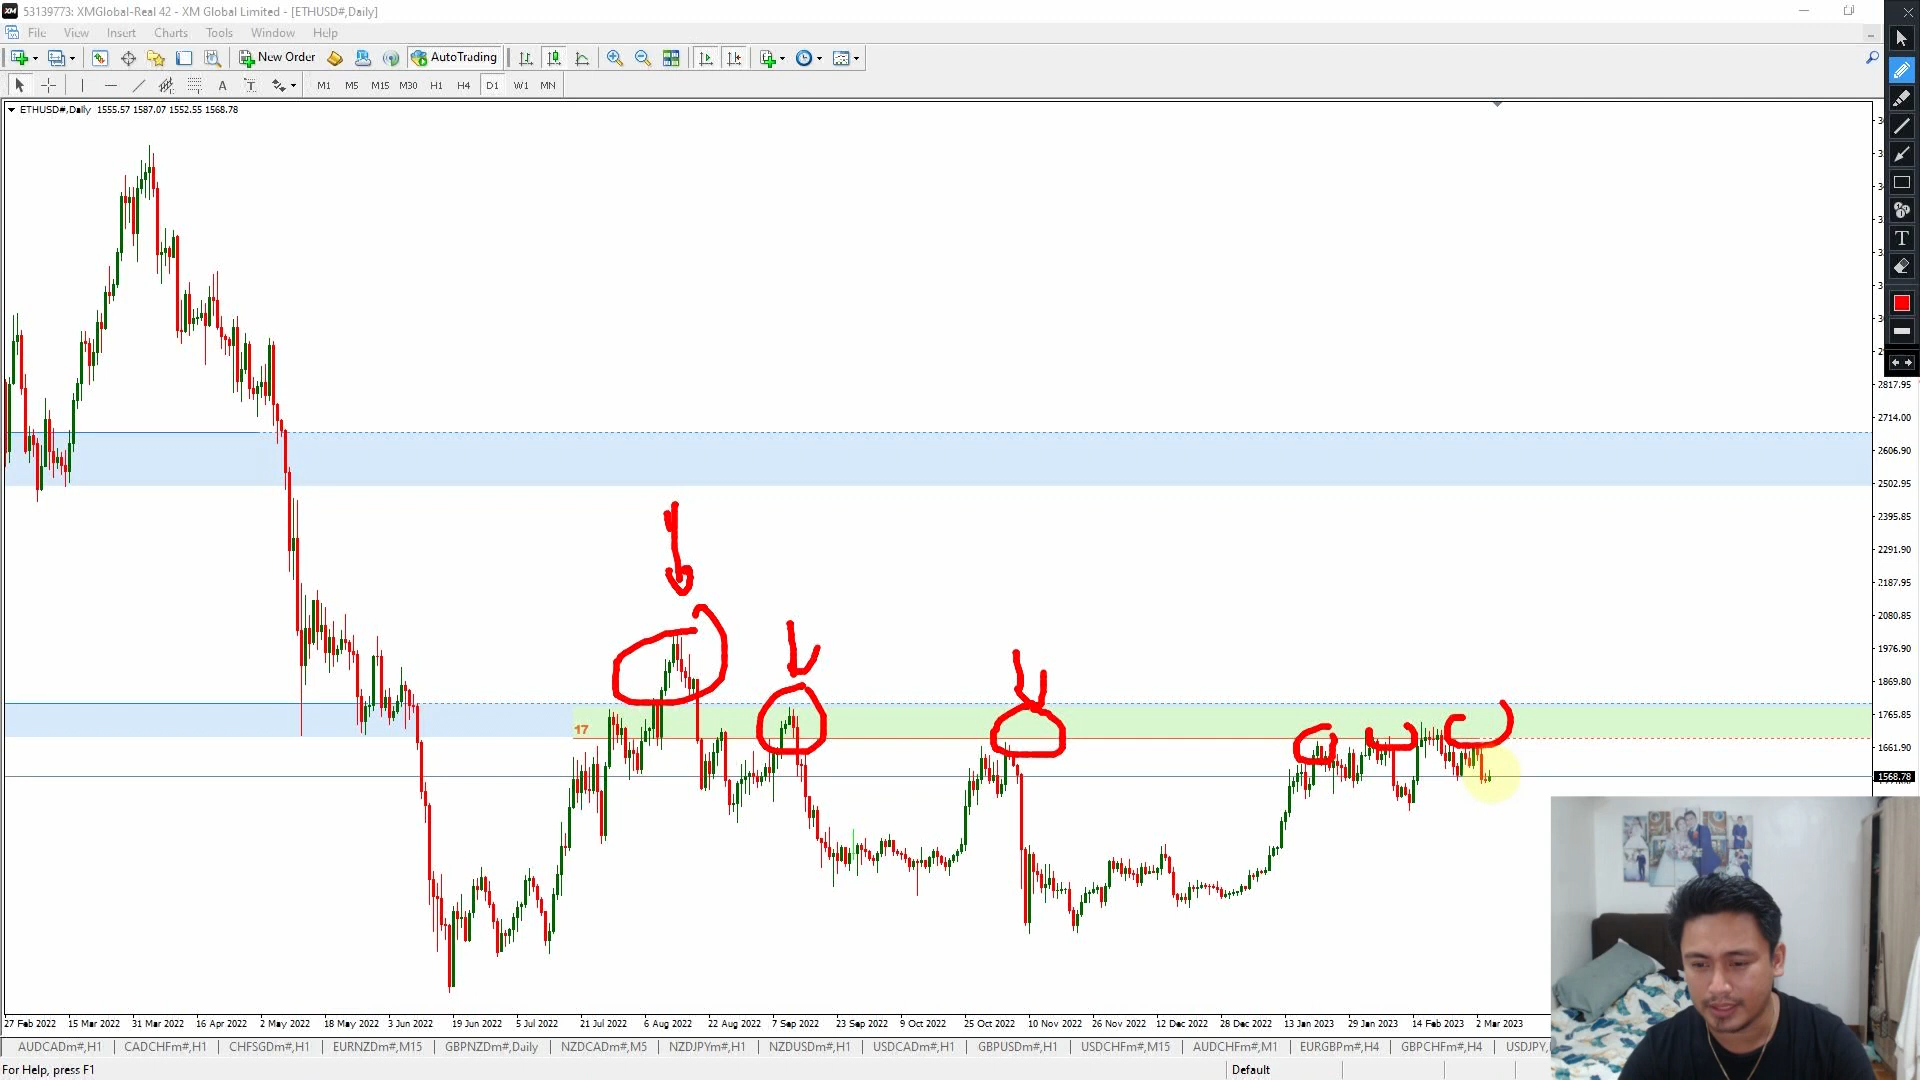 53139773: XMGlobal-Real 42 - XM Global Limited - [ETHUSD#,Daily]
File View Insert Charts Tools Window Help
New Order AutoTrading
A T M1 M5 M15 M30 H1 H4 D1 W1 MN
ETHUSD#,Daily 1555.57 1587.07 1552.55 1568.78
T
2817.95
2714.00
2606.90
2502.95
2395.85
2291.90
2187.95
2080.85
1976.90
1869.80
1765.85
17
1661.90
1568.78
27 Feb 2022 15 Mar 2022 31 Mar 2022 16 Apr 2022 2 May 2022 18 May 2022 3 Jun 2022 19 Jun 2022 5 Jul 2022 21 Jul 2022 6 Aug 2022 22 Aug 2022 7 Sep 2022 23 Sep 2022 9 Oct 2022 25 Oct 2022 10 Nov 2022 26 Nov 2022 12 Dec 2022 28 Dec 2022 13 Jan 2023 29 Jan 2023 14 Feb 2023 2 Mar 2023
AUDCADm#,H1 CADCHFm#,H1 CHFSGDm#,H1 EURNZDm#,M15 GBPNZDm#,Daily NZDCADm#,M5 NZDJPYm#,H1 NZDUSDm#,H1 USDCADm#,H1 GBPUSDm#,H1 USDCHFm#,M15 AUDCHFm#,M1 EURGBPm#,H4 GBPCHFm#,H4 USDJPY,
For Help, press F1 Default